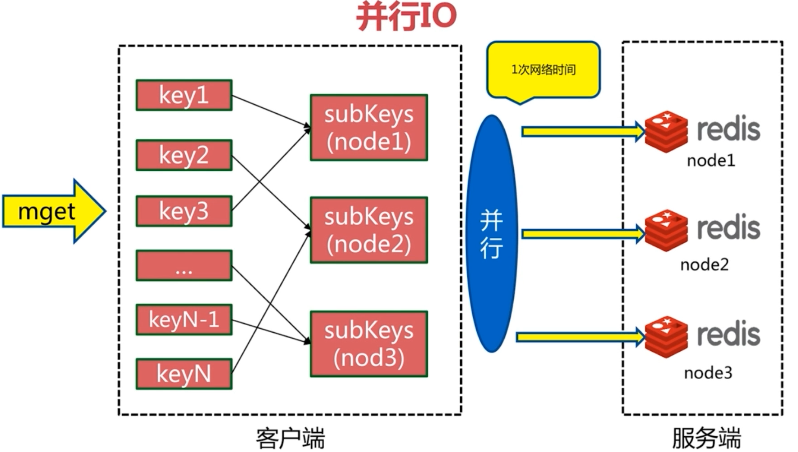 并行IO
mget
key1
key2
key3
...
keyN-1
keyN
subKeys
(node1)
subKeys
(node2)
subKeys
(nod3)
客户端
1次网络时间
并
行
redis
node1
redis
node2
redis
node3
服务端